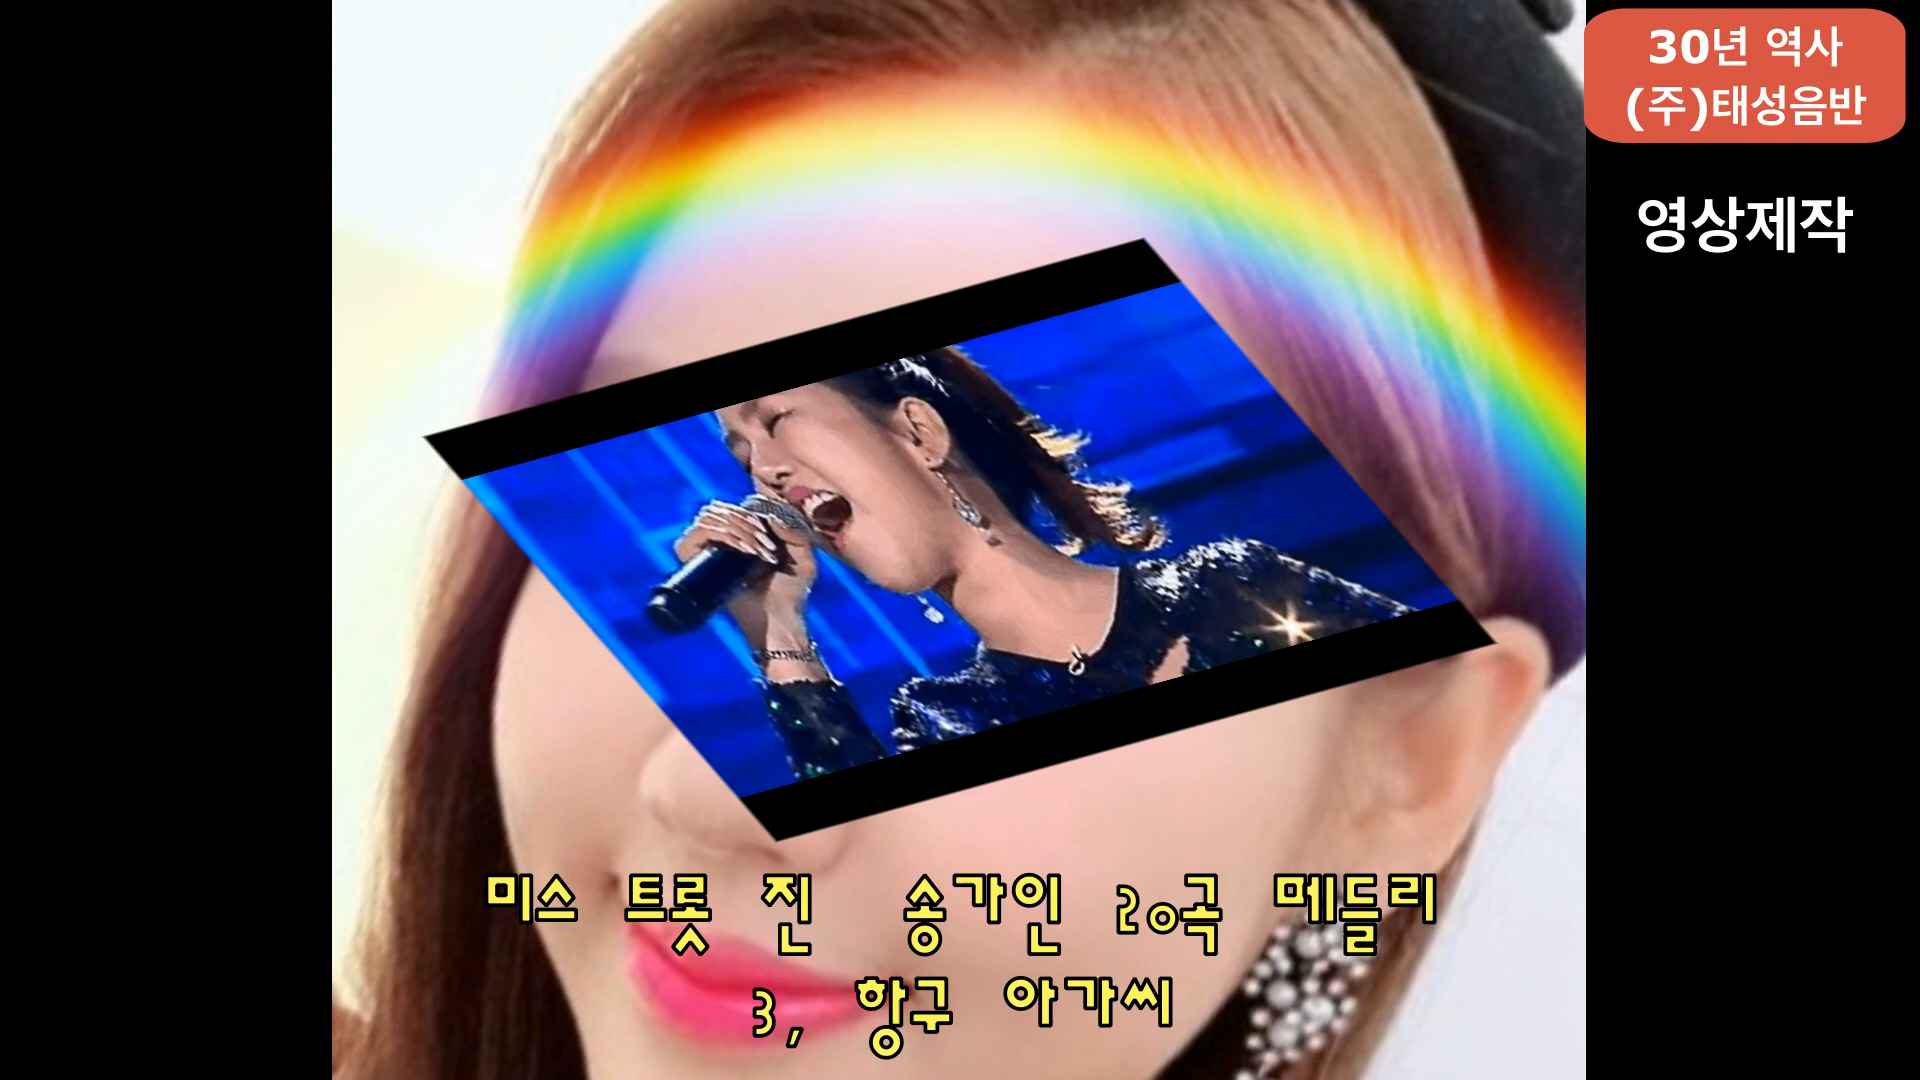 30년 역사
(주)태성음반
영상제작
미스 트롯 진 송가인 20곡 메들리
3, 항구 아가씨